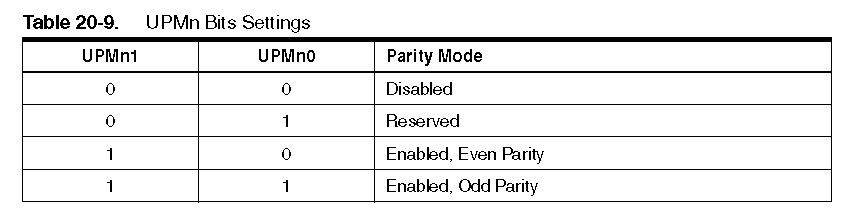 Table 20-9. UPMn Bits Settings
UPMn1 UPMn0 Parity Mode
0 0 Disabled
0 1 Reserved
1 0 Enabled, Even Parity
1 1 Enabled, Odd Parity